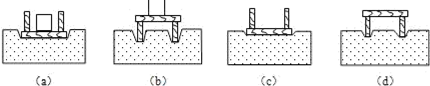 （a） （b） （c） （d）